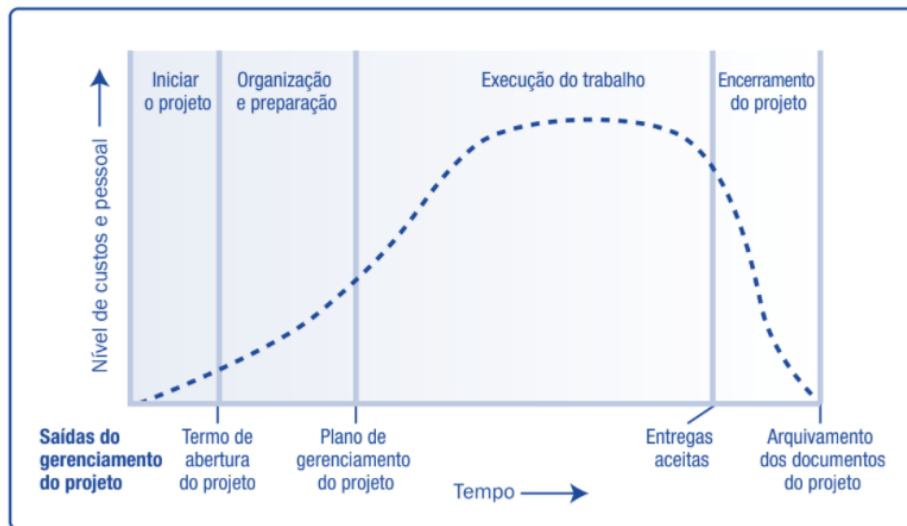 Iniciar
o projeto
Organização
e preparação
Execução do trabalho
Encerramento
do projeto
Nível de custos e pessoal
Saídas do
gerenciamento
do projeto
Termo de
abertura
do projeto
Plano de
gerenciamento
do projeto
Entregas
aceitas
Arquivamento
dos documentos
do projeto
Tempo